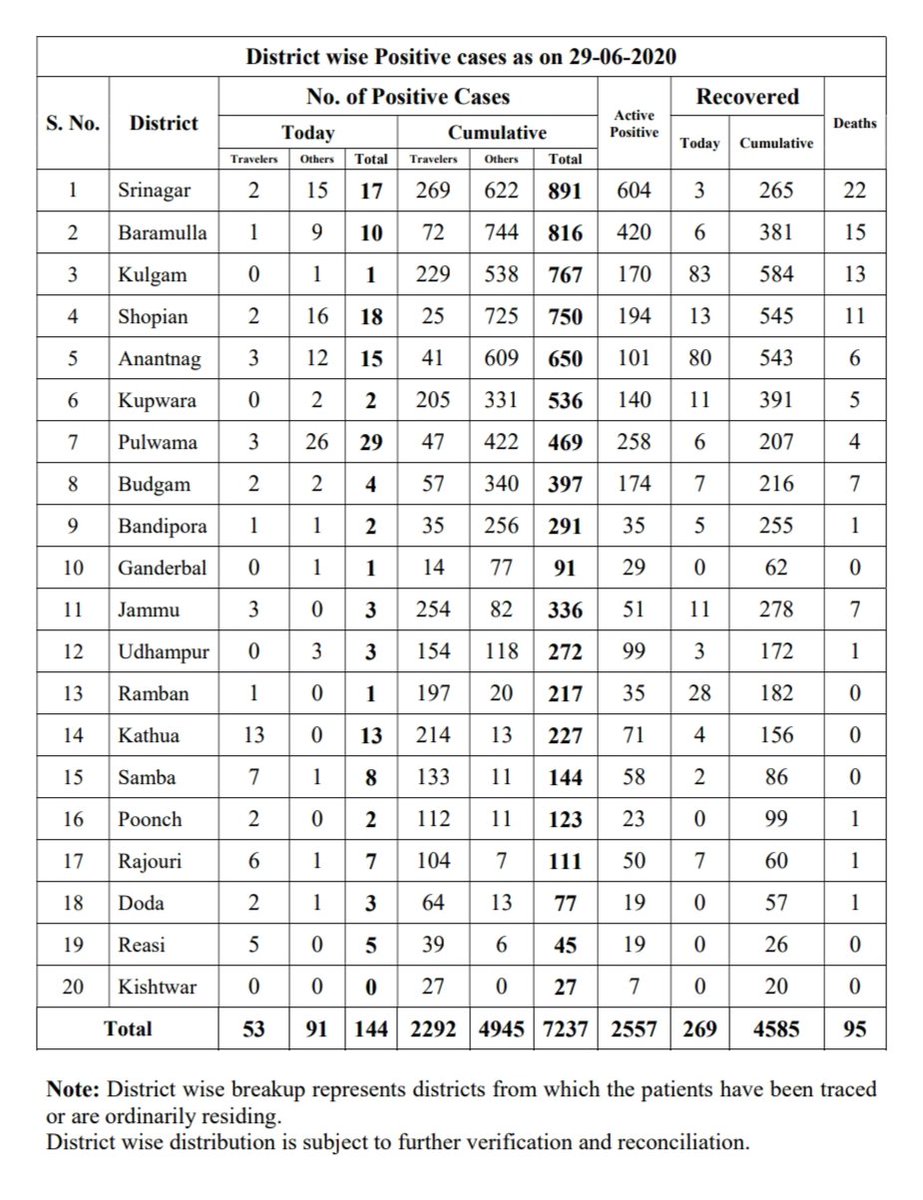 District wise Positive cases as on 29-06-2020
S. No. District No. of Positive Cases Active Positive Recovered Deaths
Today Cumulative Today Cumulative
Travelers Others Total Travelers Others Total
1 Srinagar 2 15 17 269 622 891 604 3 265 22
2 Baramulla 1 9 10 72 744 816 420 6 381 15
3 Kulgam 0 1 1 229 538 767 170 83 584 13
4 Shopian 2 16 18 25 725 750 194 13 545 11
5 Anantnag 3 12 15 41 609 650 101 80 543 6
6 Kupwara 0 2 2 205 331 536 140 11 391 5
7 Pulwama 3 26 29 47 422 469 258 6 207 4
8 Budgam 2 2 4 57 340 397 174 7 216 7
9 Bandipora 1 1 2 35 256 291 35 5 255 1
10 Ganderbal 0 1 1 14 77 91 29 0 62 0
11 Jammu 3 0 3 254 82 336 51 11 278 7
12 Udhampur 0 3 3 154 118 272 99 3 172 1
13 Ramban 1 0 1 197 20 217 35 28 182 0
14 Kathua 13 0 13 214 13 227 71 4 156 0
15 Samba 7 1 8 133 11 144 58 2 86 0
16 Poonch 2 0 2 112 11 123 23 0 99 1
17 Rajouri 6 1 7 104 7 111 50 7 60 1
18 Doda 2 1 3 64 13 77 19 0 57 1
19 Reasi 5 0 5 39 6 45 19 0 26 0
20 Kishtwar 0 0 0 27 0 27 7 0 20 0
Total 53 91 144 2292 4945 7237 2557 269 4585 95
Note: District wise breakup represents districts from which the patients have been traced
or are ordinarily residing.
District wise distribution is subject to further verification and reconciliation.